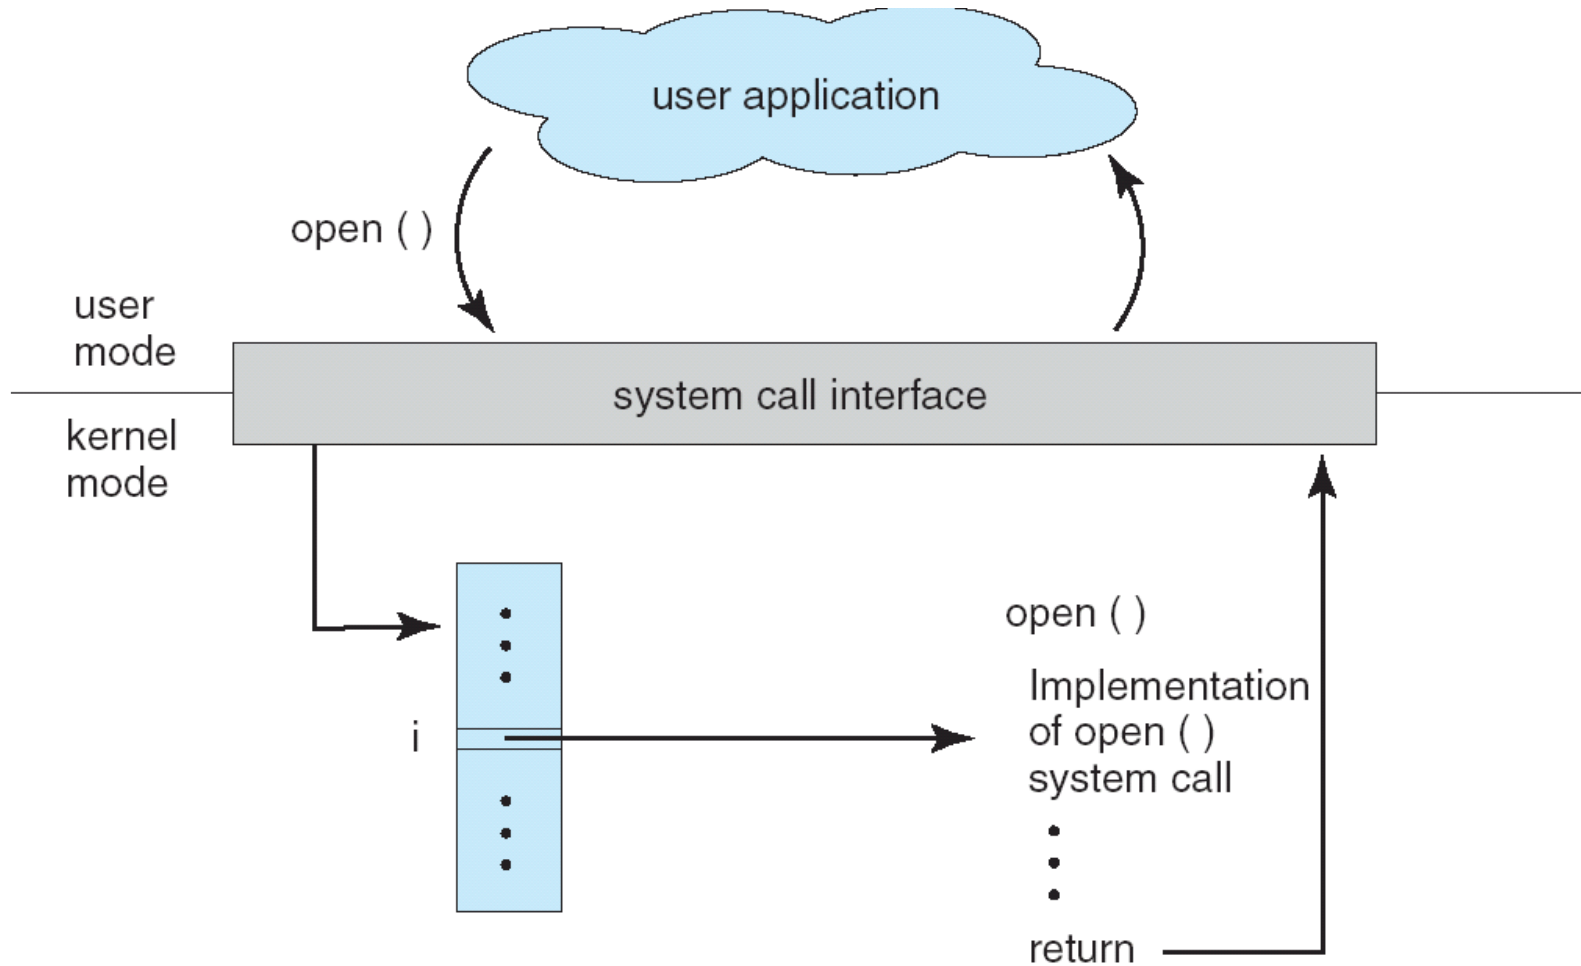 user application
open ( )
user
mode
system call interface
kernel
mode
open ( )
i
Implementation
of open ( )
system call
return